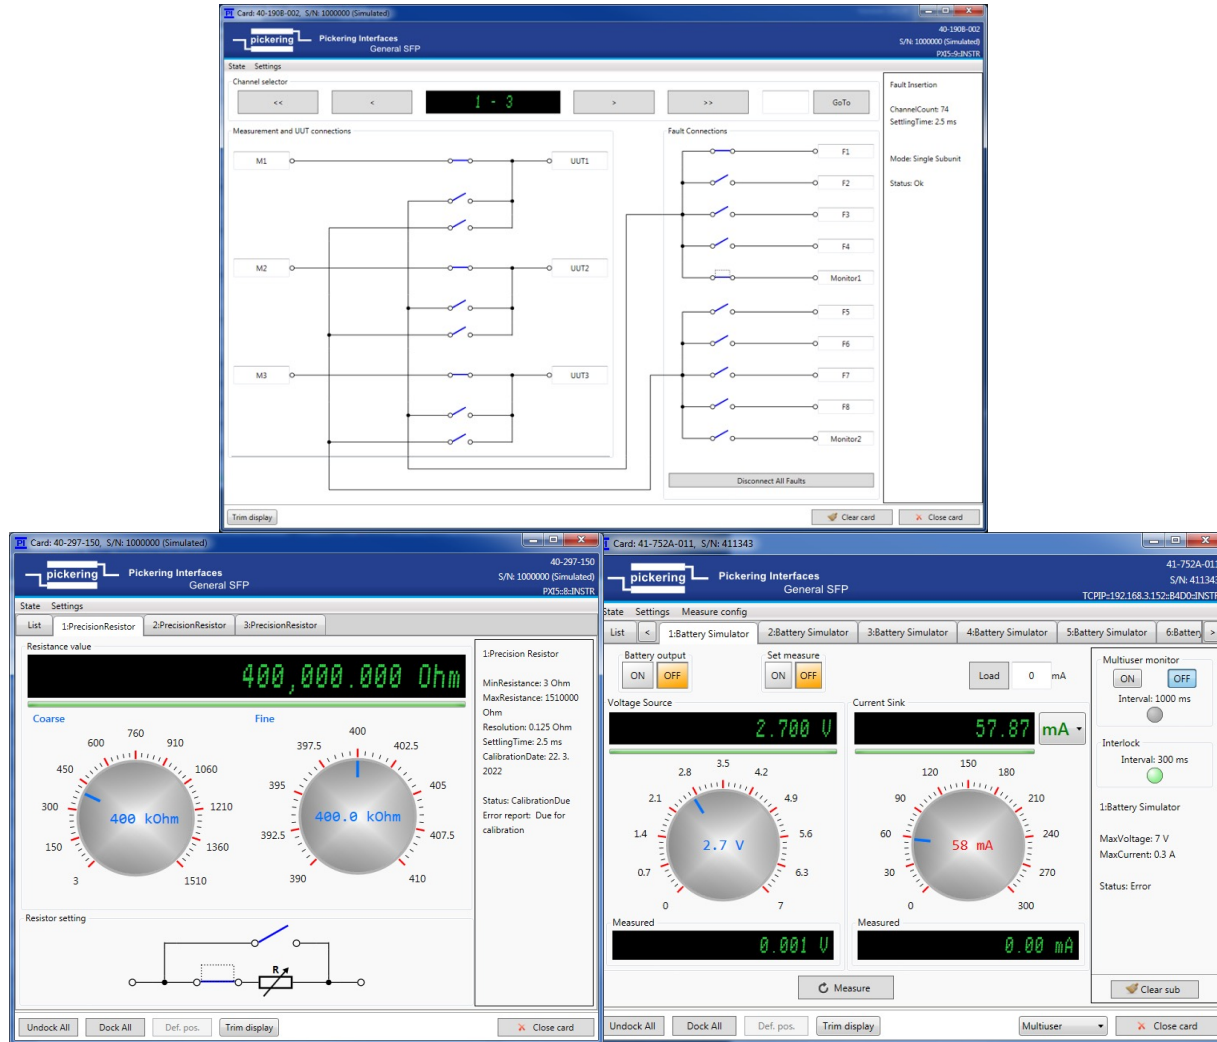 Card: 40-190B-002, S/N: 1000000 (Simulated)
pickering Pickering Interfaces
General SFP
40-190B-002
S/N: 1000000 (Simulated)
PXI5::9::INSTR
State Settings
Channel selector
<< < 1 - 3 > >> GoTo
Measurement and UUT connections
M1 UUT1
M2 UUT2
M3 UUT3
Fault Connections
F1
F2
F3
F4
Monitor1
F5
F6
F7
F8
Monitor2
Disconnect All Faults
Fault Insertion
ChannelCount: 74
SettlingTime: 2.5 ms
Mode: Single Subunit
Status: Ok
Trim display Clear card Close card
Card: 40-297-150, S/N: 1000000 (Simulated)
pickering Pickering Interfaces
General SFP
40-297-150
S/N: 1000000 (Simulated)
PXI5::8::INSTR
State Settings
List 1:PrecisionResistor 2:PrecisionResistor 3:PrecisionResistor
Resistance value
400,000.000 Ohm
Coarse
3 150 300 450 600 760 910 1060 1210 1360 1510
400 kOhm
Fine
390 392.5 395 397.5 400 402.5 405 407.5 410
400.0 kOhm
Resistor setting
R
1:Precision Resistor
MinResistance: 3 Ohm
MaxResistance: 1510000
Ohm
Resolution: 0.125 Ohm
SettlingTime: 2.5 ms
CalibrationDate: 22. 3.
2022
Status: CalibrationDue
Error report: Due for
calibration
Undock All Dock All Def. pos. Trim display Close card
Card: 41-752A-011, S/N: 411343
pickering Pickering Interfaces
General SFP
41-752A-011
S/N: 411343
TCPIP::192.168.3.152::B4D0::INSTR
State Settings Measure config
List < 1:Battery Simulator 2:Battery Simulator 3:Battery Simulator 4:Battery Simulator 5:Battery Simulator 6:Battery >
Battery output
ON OFF
Set measure
ON OFF
Load 0 mA
Voltage Source
2.700 V
0 0.7 1.4 2.1 2.8 3.5 4.2 4.9 5.6 6.3 7
2.7 V
Measured
0.001 V
Current Sink
57.87 mA
0 30 60 90 120 150 180 210 240 270 300
58 mA
Measured
0.00 mA
Measure
Multiuser monitor
ON OFF
Interval: 1000 ms
Interlock
Interval: 300 ms
1:Battery Simulator
MaxVoltage: 7 V
MaxCurrent: 0.3 A
Status: Error
Clear sub
Undock All Dock All Def. pos. Trim display Multiuser Close card